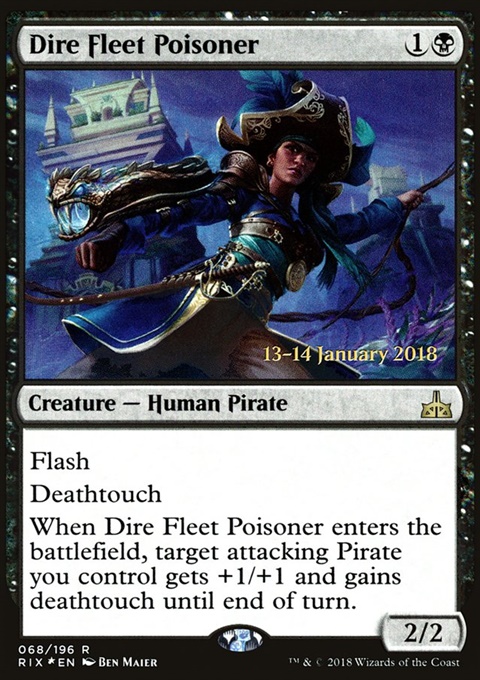 Dire Fleet Poisoner 1
13–14 January 2018
Creature — Human Pirate
Flash
Deathtouch
When Dire Fleet Poisoner enters the
battlefield, target attacking Pirate
you control gets +1/+1 and gains
deathtouch until end of turn.
2/2
068/196 R
RIX★EN Ben Maier
™ & © 2018 Wizards of the Coast